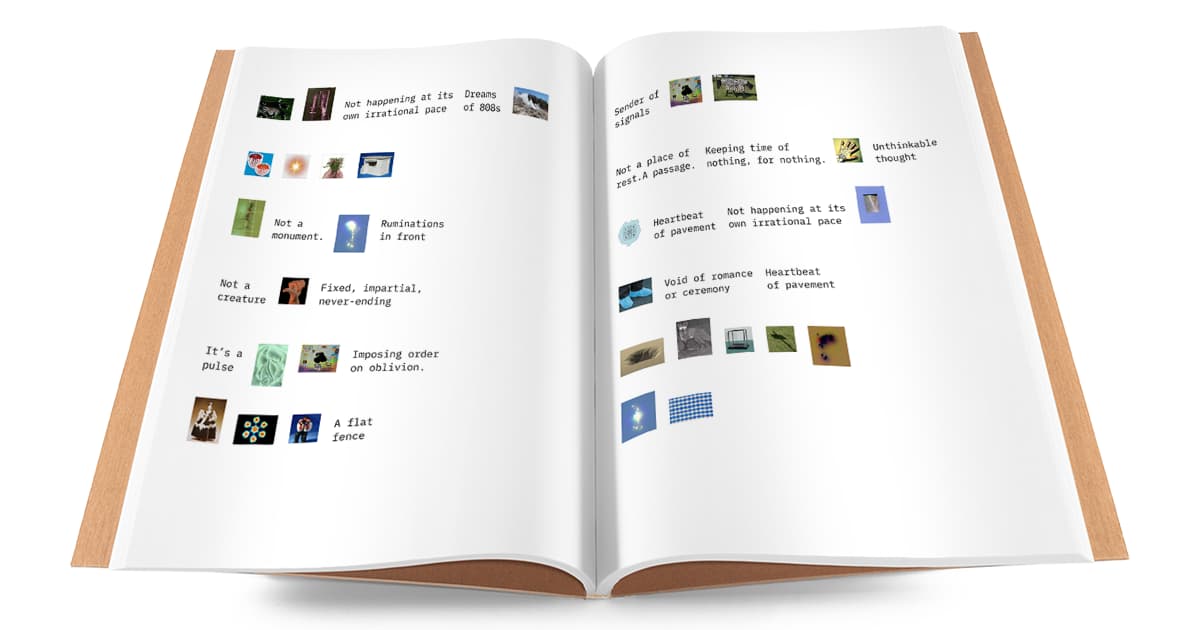 Not happening at its
own irrational pace
Dreams
of 808s
Not a
monument.
Ruminations
in front
Not a
creature
Fixed, impartial,
never-ending
It's a
pulse
Imposing order
on oblivion.
A flat
fence
Sender of
signals
Not a place of
rest.A passage.
Keeping time of
nothing, for nothing.
Unthinkable
thought
Heartbeat
of pavement
Not happening at its
own irrational pace
Void of romance
or ceremony
Heartbeat
of pavement